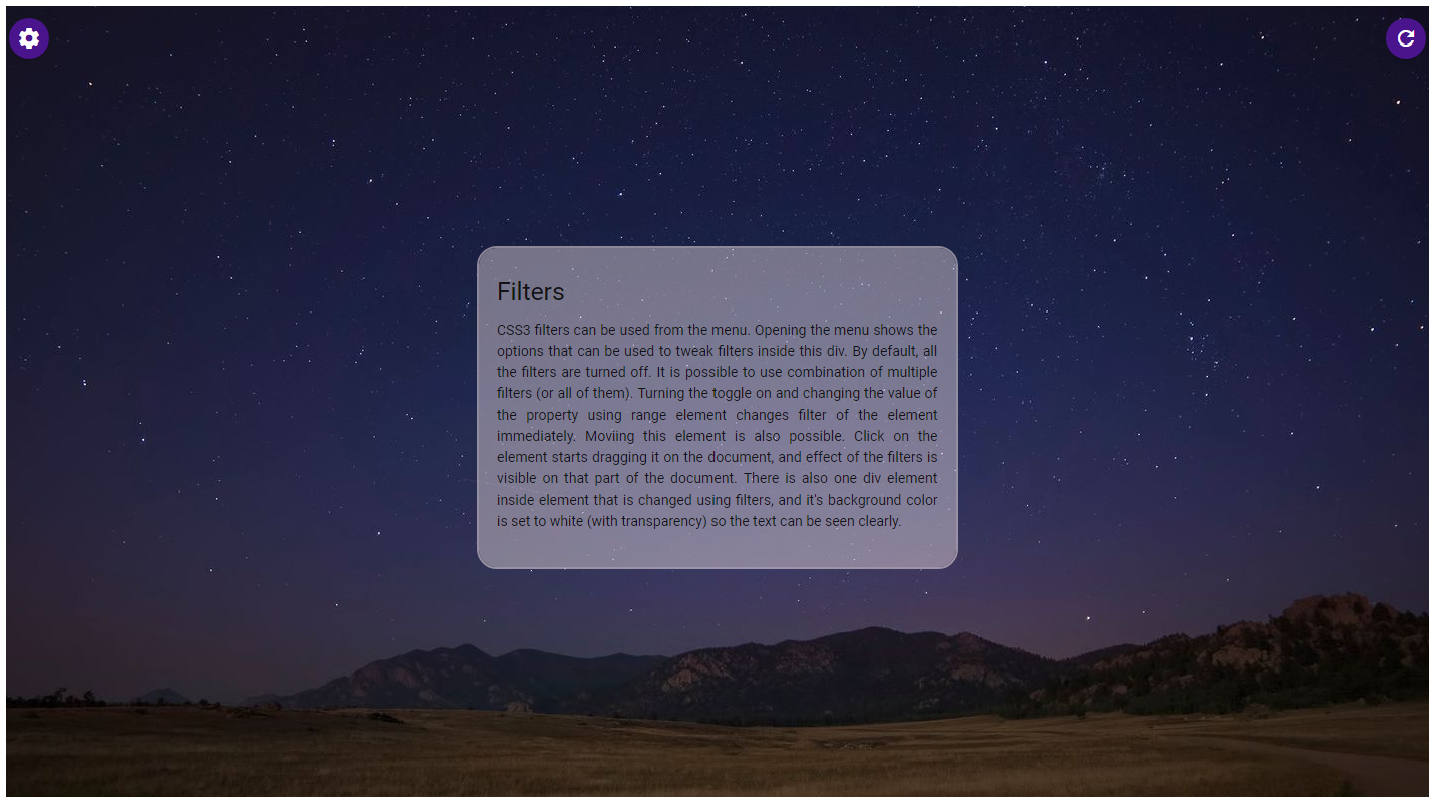 Filters
CSS3 filters can be used from the menu. Opening the menu shows the
options that can be used to tweak filters inside this div. By default, all
the filters are turned off. It is possible to use combination of multiple
filters (or all of them). Turning the toggle on and changing the value of
the property using range element changes filter of the element
immediately. Moviing this element is also possible. Click on the
element starts dragging it on the document, and effect of the filters is
visible on that part of the document. There is also one div element
inside element that is changed using filters, and it's background color
is set to white (with transparency) so the text can be seen clearly.